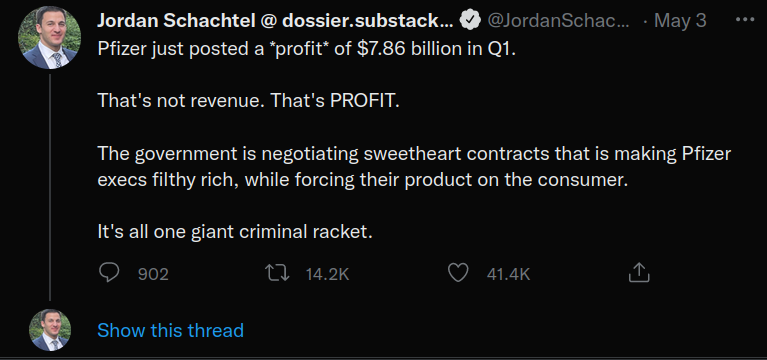 Jordan Schachtel @ dossier.substack... @JordanSchac... · May 3 ···
Pfizer just posted a *profit* of $7.86 billion in Q1.
That's not revenue. That's PROFIT.
The government is negotiating sweetheart contracts that is making Pfizer
execs filthy rich, while forcing their product on the consumer.
It's all one giant criminal racket.
902 14.2K 41.4K
Show this thread